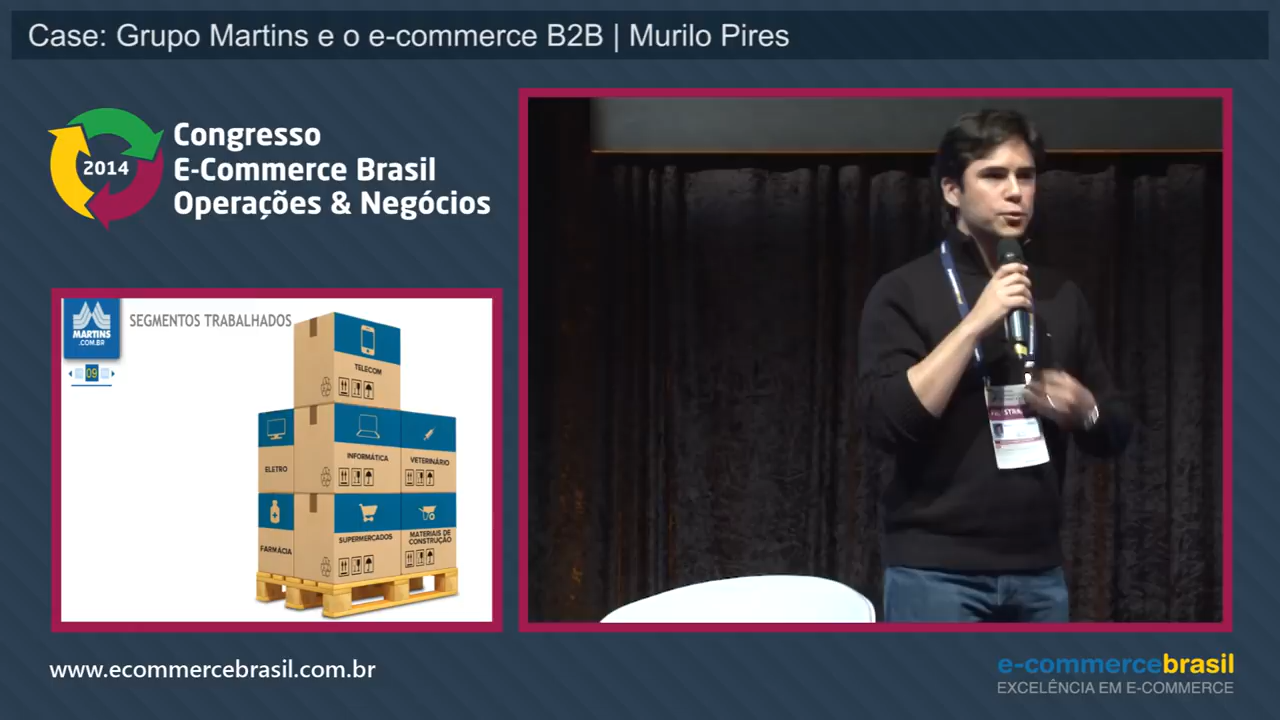 Case: Grupo Martins e o e-commerce B2B | Murilo Pires
2014
Congresso
E-Commerce Brasil
Operações & Negócios
MARTINS
.COM.BR
SEGMENTOS TRABALHADOS
09
TELECOM
ELETRO
INFORMÁTICA
VETERINÁRIO
FARMÁCIA
SUPERMERCADOS
MATERIAIS DE
CONSTRUÇÃO
www.ecommercebrasil.com.br
e-commercebrasil
EXCELÊNCIA EM E-COMMERCE